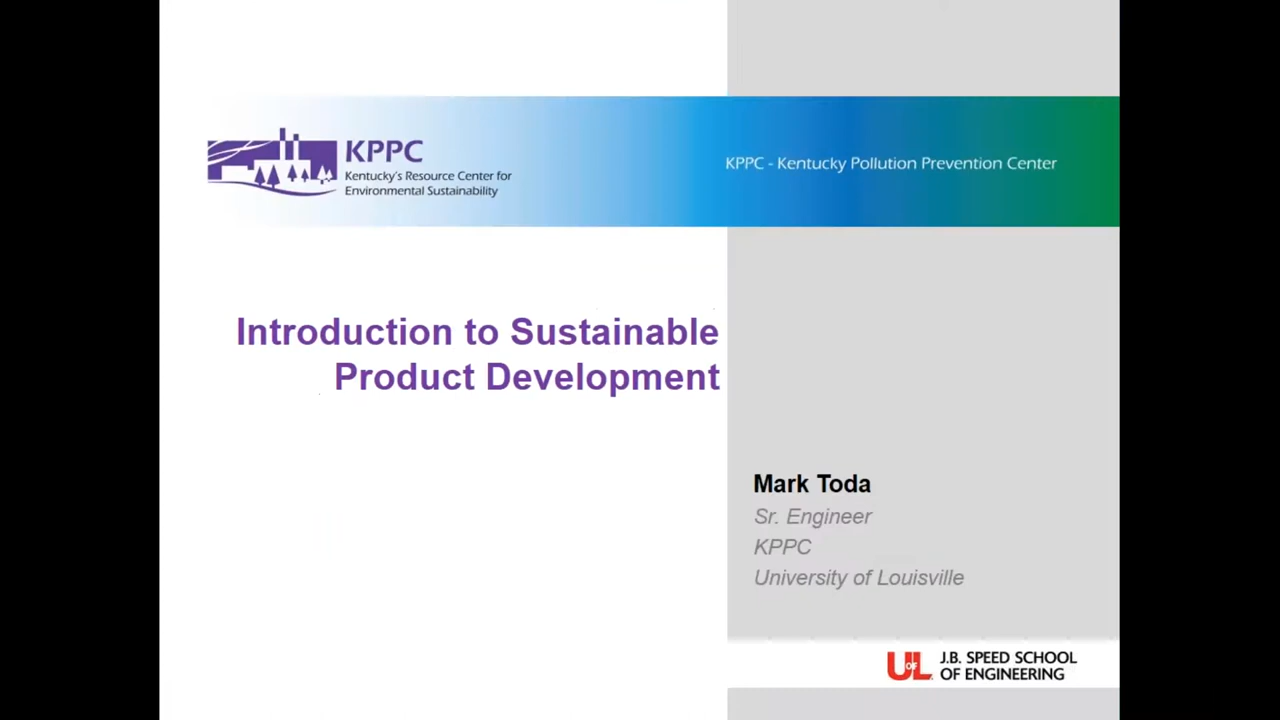 KPPC
Kentucky's Resource Center for
Environmental Sustainability
KPPC - Kentucky Pollution Prevention Center
Introduction to Sustainable
Product Development
Mark Toda
Sr. Engineer
KPPC
University of Louisville
UofL J.B. SPEED SCHOOL
OF ENGINEERING